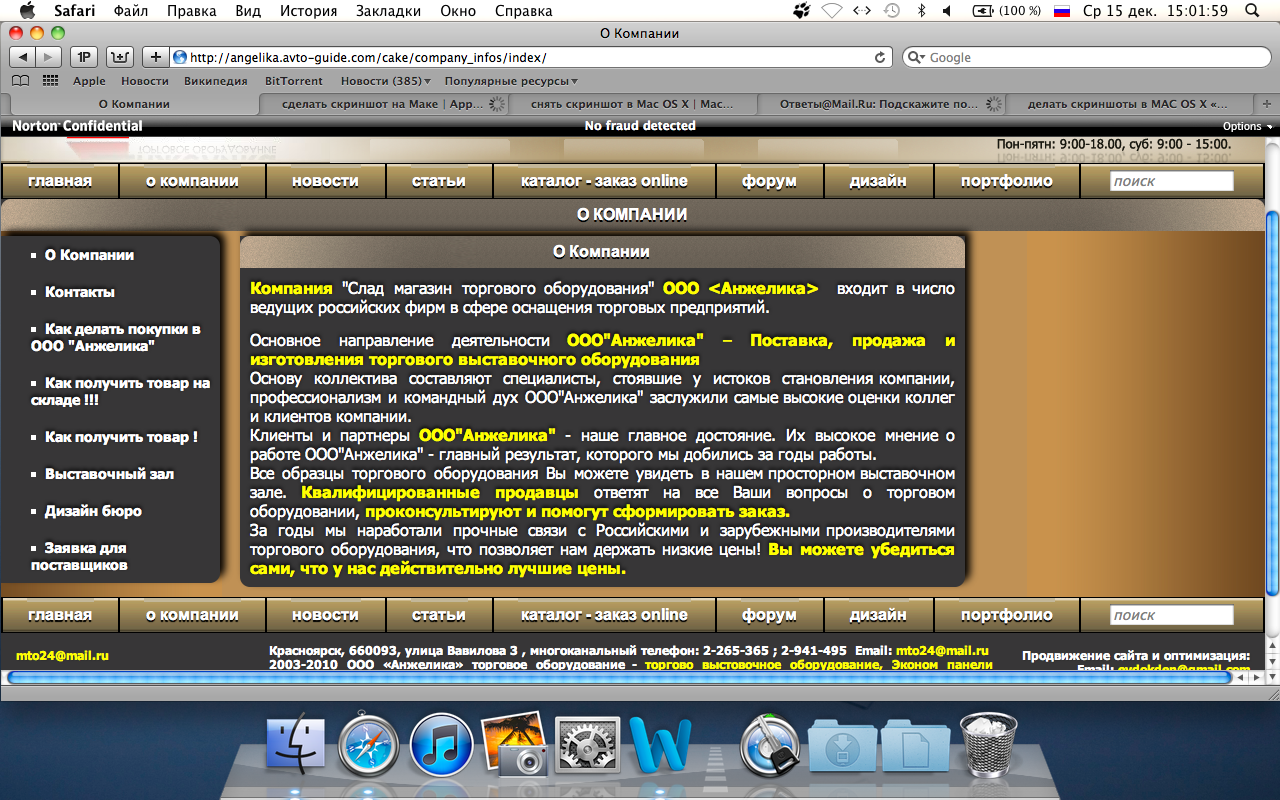 Safari Файл Правка Вид История Закладки Окно Справка (100 %) Ср 15 дек. 15:01:59
О Компании
1P + http://angelika.avto-guide.com/cake/company_infos/index/ Google
Apple Новости Википедия BitTorrent Новости (385) Популярные ресурсы
О Компании сделать скриншот на Маке | App... снять скриншот в Mac OS X | Mac... Ответы@Mail.Ru: Подскажите по... делать скриншоты в MAC OS X «... +
Norton Confidential No fraud detected Options
Пон-пятн: 9:00-18.00, суб: 9:00 - 15:00.
главная о компании новости статьи каталог - заказ online форум дизайн портфолио поиск
О КОМПАНИИ
О Компании
Контакты
Как делать покупки в
ООО "Анжелика"
Как получить товар на
складе !!!
Как получить товар !
Выставочный зал
Дизайн бюро
Заявка для
поставщиков
О Компании
Компания "Слад магазин торгового оборудования" ООО <Анжелика> входит в число
ведущих российских фирм в сфере оснащения торговых предприятий.
Основное направление деятельности ООО"Анжелика" – Поставка, продажа и
изготовления торгового выставочного оборудования
Основу коллектива составляют специалисты, стоявшие у истоков становления компании,
профессионализм и командный дух ООО"Анжелика" заслужили самые высокие оценки коллег
и клиентов компании.
Клиенты и партнеры ООО"Анжелика" - наше главное достояние. Их высокое мнение о
работе ООО"Анжелика" - главный результат, которого мы добились за годы работы.
Все образцы торгового оборудования Вы можете увидеть в нашем просторном выставочном
зале. Квалифицированные продавцы ответят на все Ваши вопросы о торговом
оборудовании, проконсультируют и помогут сформировать заказ.
За годы мы наработали прочные связи с Российскими и зарубежными производителями
торгового оборудования, что позволяет нам держать низкие цены! Вы можете убедиться
сами, что у нас действительно лучшие цены.
главная о компании новости статьи каталог - заказ online форум дизайн портфолио поиск
mto24@mail.ru
Красноярск, 660093, улица Вавилова 3 , многоканальный телефон: 2-265-365 ; 2-941-495 Email: mto24@mail.ru
2003-2010 ООО «Анжелика» торговое оборудование - торгово выстовочное оборудование, Эконом панели
Продвижение сайта и оптимизация:
Email: